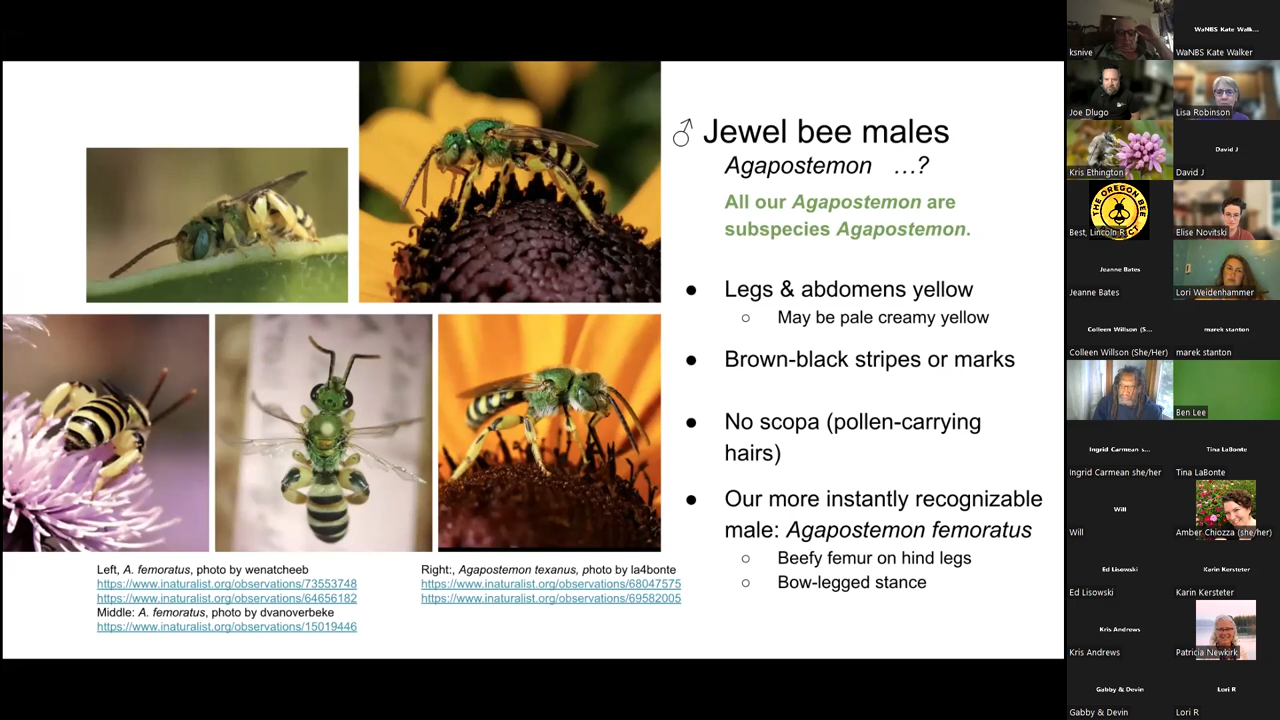 ♂ Jewel bee males
Agapostemon …?
All our Agapostemon are
subspecies Agapostemon.
● Legs & abdomens yellow
○ May be pale creamy yellow
● Brown-black stripes or marks
● No scopa (pollen-carrying
hairs)
● Our more instantly recognizable
male: Agapostemon femoratus
○ Beefy femur on hind legs
○ Bow-legged stance
Left, A. femoratus, photo by wenatcheeb
https://www.inaturalist.org/observations/73553748
https://www.inaturalist.org/observations/64656182
Middle: A. femoratus, photo by dvanoverbeke
https://www.inaturalist.org/observations/15019446
Right:, Agapostemon texanus, photo by la4bonte
https://www.inaturalist.org/observations/68047575
https://www.inaturalist.org/observations/69582005
ksnive
WaNBS Kate Walk...
WaNBS Kate Walker
Joe Dlugo
Lisa Robinson
Kris Ethington
David J
David J
THE OREGON BEE
Best, Lincoln R
Elise Novitski
Jeanne Bates
Jeanne Bates
Lori Weidenhammer
Colleen Willson (S...
Colleen Willson (She/Her)
marek stanton
marek stanton
Ben Lee
Ingrid Carmean s...
Ingrid Carmean she/her
Tina LaBonte
Tina LaBonte
Will
Will
Amber Chiozza (she/her)
Ed Lisowski
Ed Lisowski
Karin Kersteter
Karin Kersteter
Kris Andrews
Kris Andrews
Patricia Newkirk
Gabby & Devin
Gabby & Devin
Lori R
Lori R